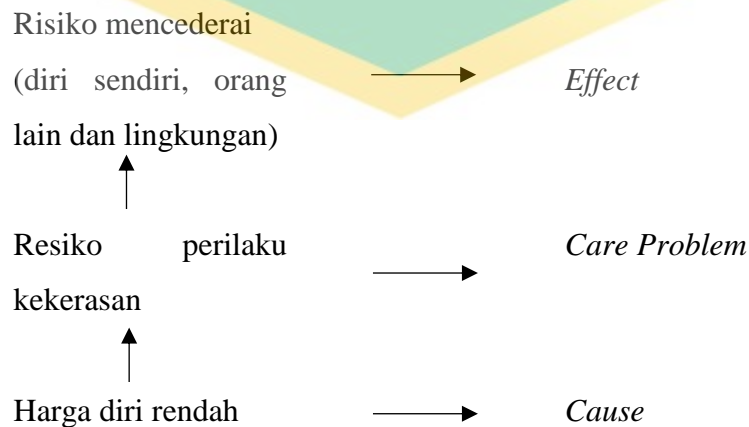 Risiko mencederai
(diri sendiri, orang Effect
lain dan lingkungan)
Resiko perilaku Care Problem
kekerasan
Harga diri rendah Cause